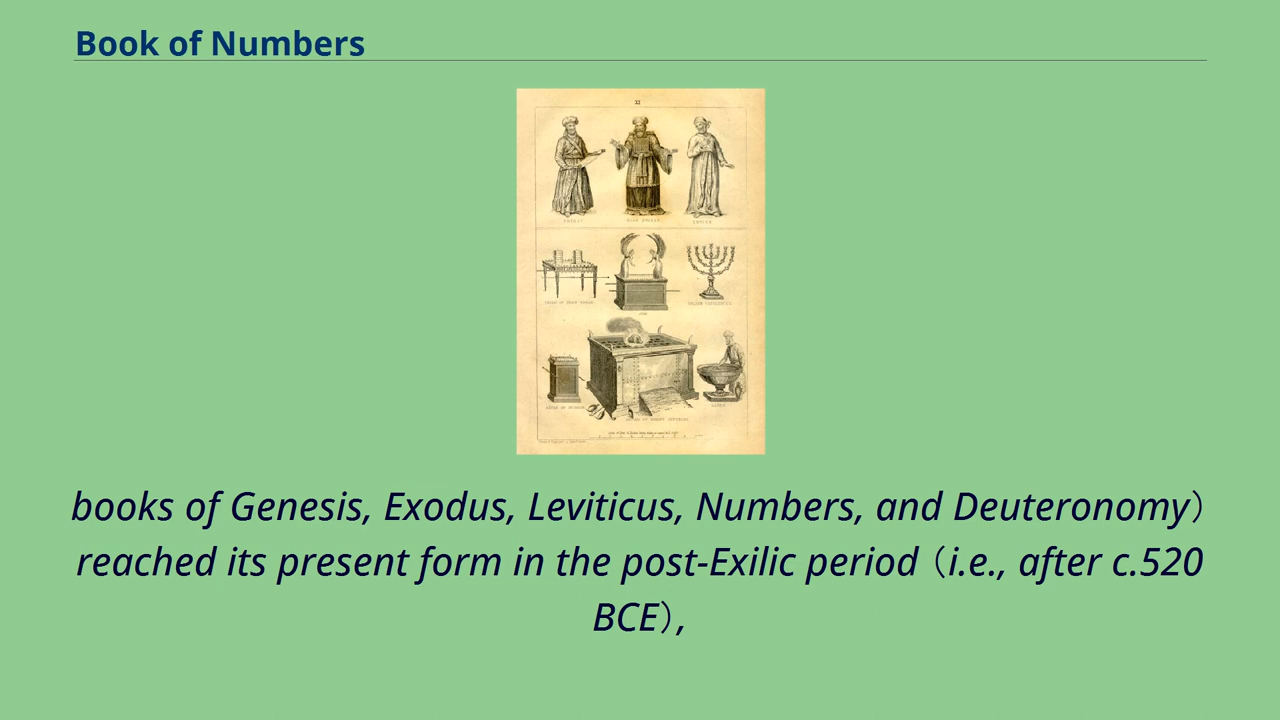 Book of Numbers
books of Genesis, Exodus, Leviticus, Numbers, and Deuteronomy）
reached its present form in the post-Exilic period（i.e., after c.520
BCE）,